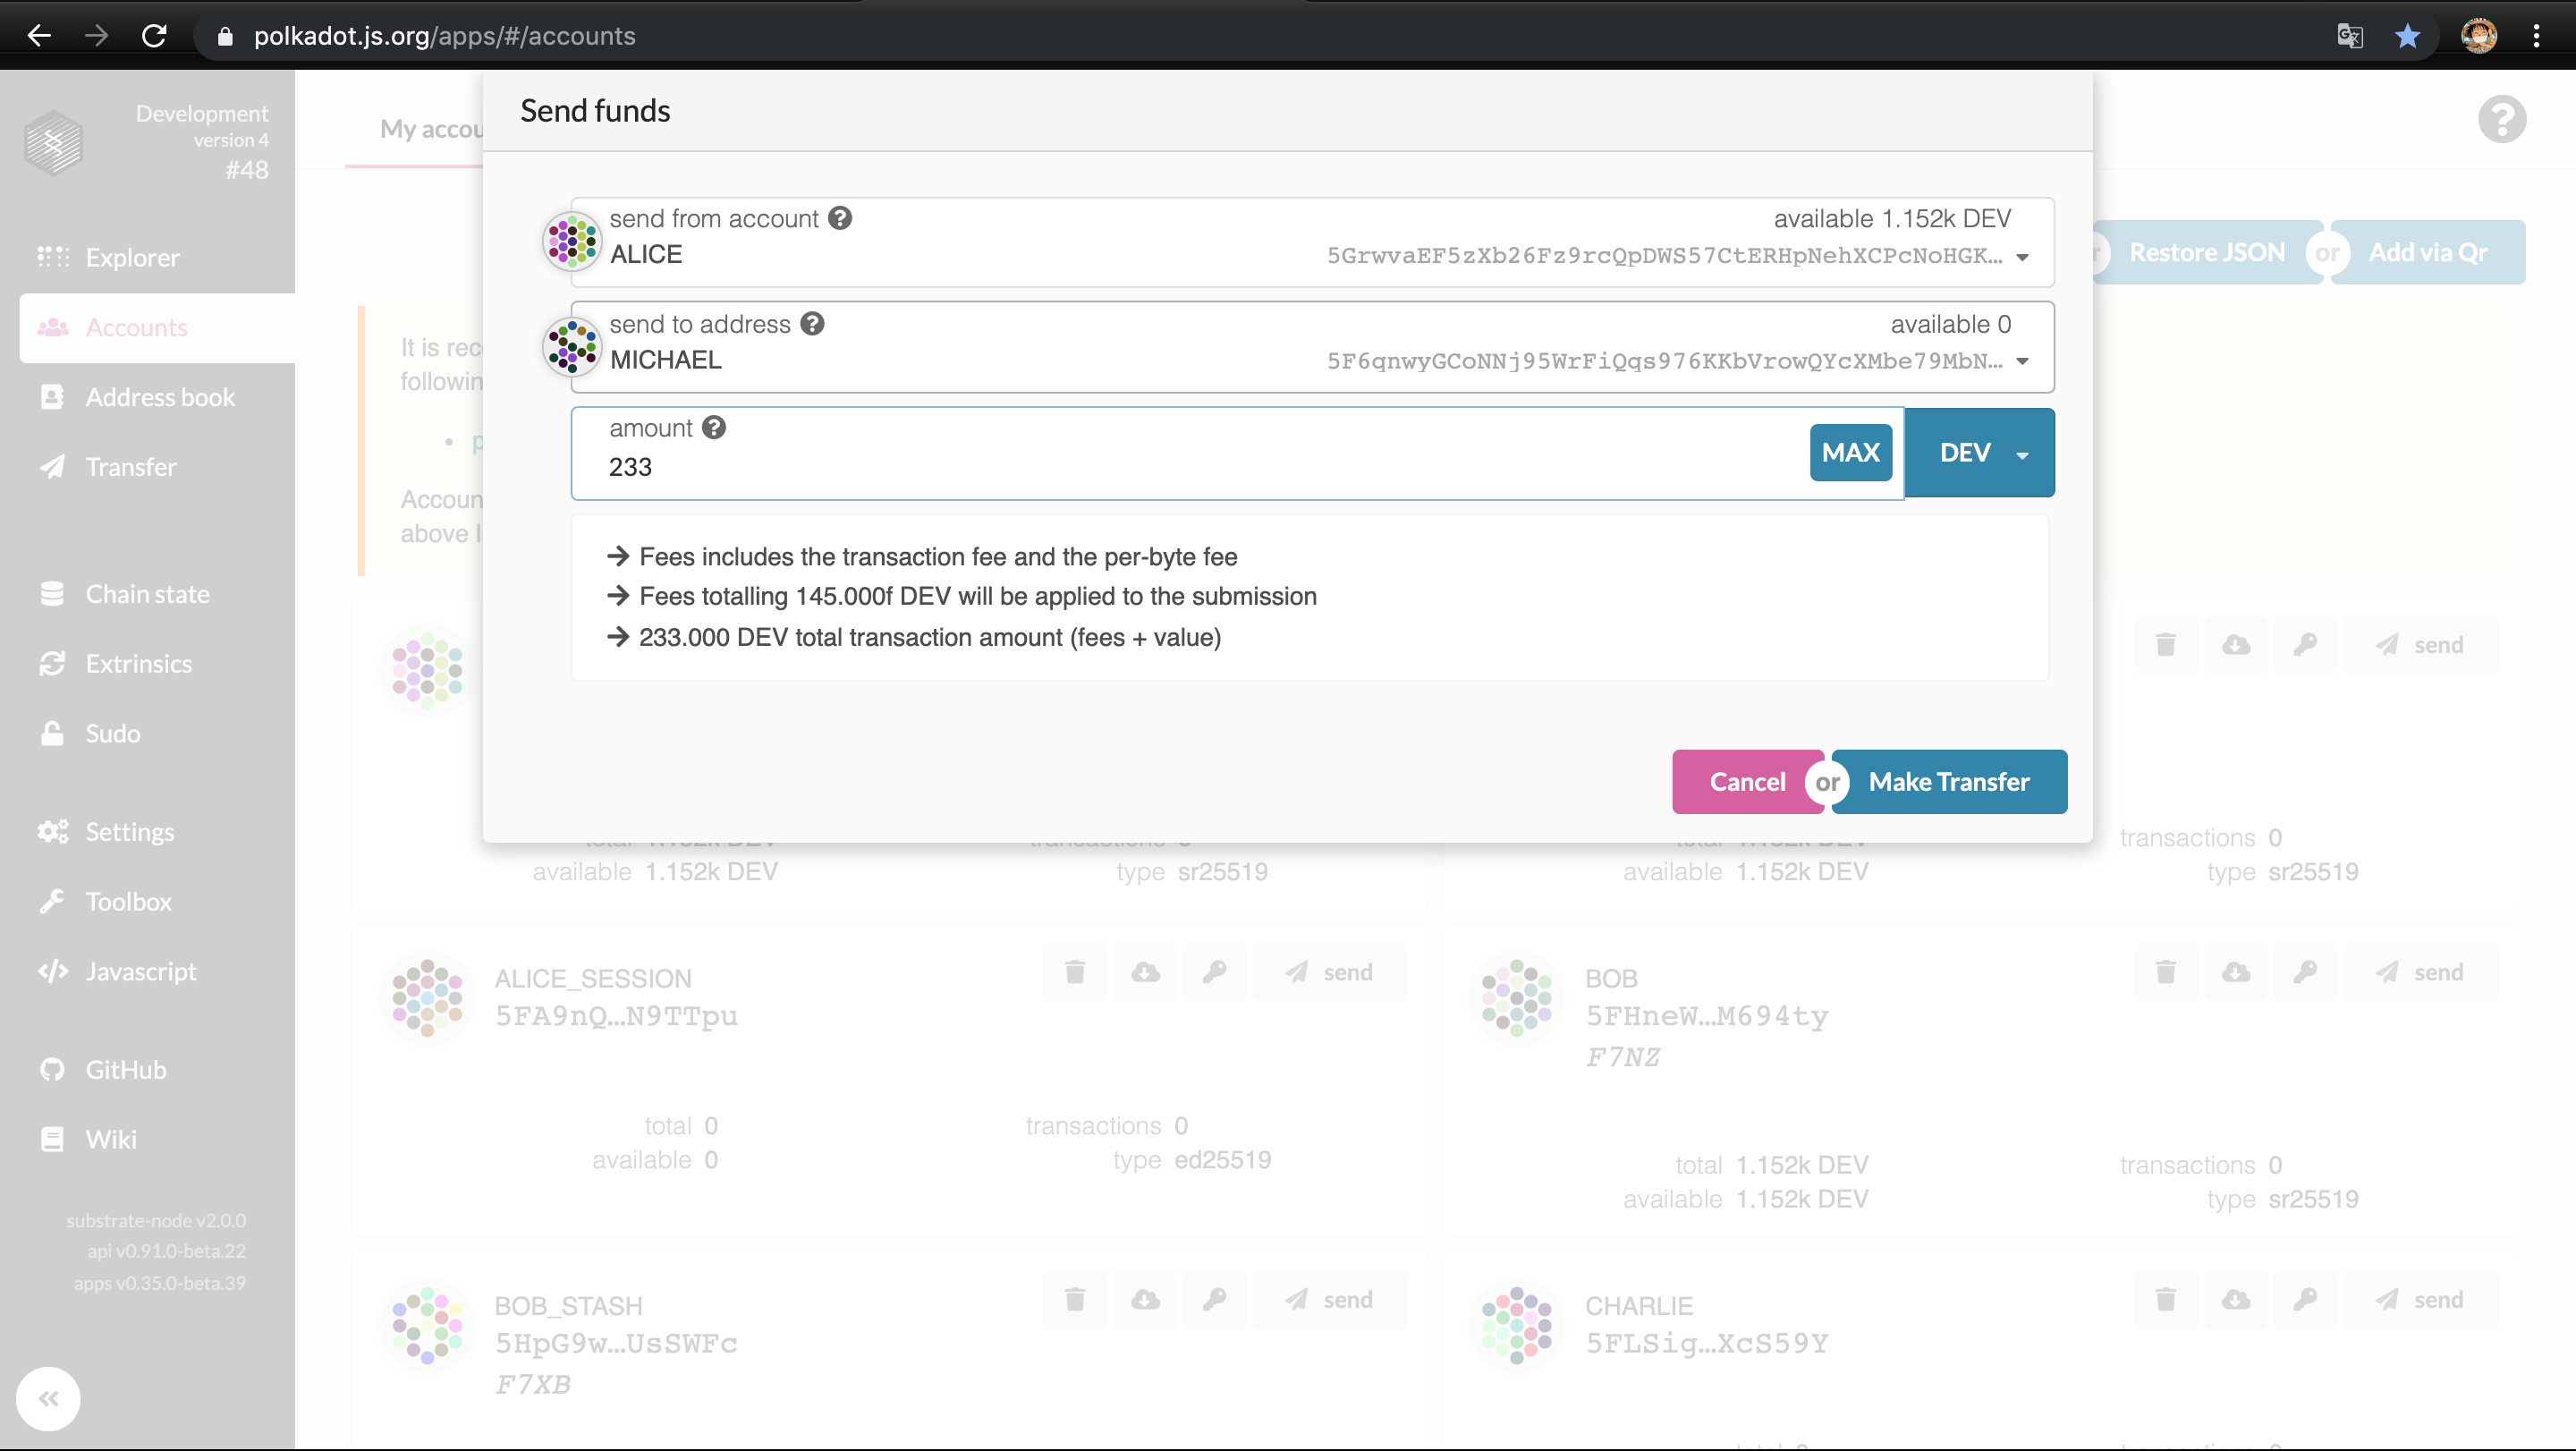 polkadot.js.org/apps/#/accounts
Development
version 4
#48
Explorer
Accounts
Address book
Transfer
Chain state
Extrinsics
Sudo
Settings
Toolbox
Javascript
GitHub
Wiki
substrate-node v2.0.0
api v0.91.0-beta.22
apps v0.35.0-beta.39
My accou
Restore JSON or Add via Qr
It is rec
followin
Accoun
above I
Send funds
send from account
available 1.152k DEV
ALICE
5GrwvaEF5zXb26Fz9rcQpDWS57CtERHpNehXCPcNoHGK…
send to address
available 0
MICHAEL
5F6qnwyGCoNNj95WrFiQqs976KKbVrowQYcXMbe79MbN…
amount
233
MAX
DEV
Fees includes the transaction fee and the per-byte fee
Fees totalling 145.000f DEV will be applied to the submission
233.000 DEV total transaction amount (fees + value)
Cancel or Make Transfer
send
available 1.152k DEV
type sr25519
transactions 0
available 1.152k DEV
type sr25519
ALICE_SESSION
5FA9nQ…N9TTpu
send
total 0
transactions 0
available 0
type ed25519
BOB
5FHneW…M694ty
F7NZ
send
total 1.152k DEV
transactions 0
available 1.152k DEV
type sr25519
BOB_STASH
5HpG9w…UsSWFc
F7XB
send
CHARLIE
5FLSig…XcS59Y
send